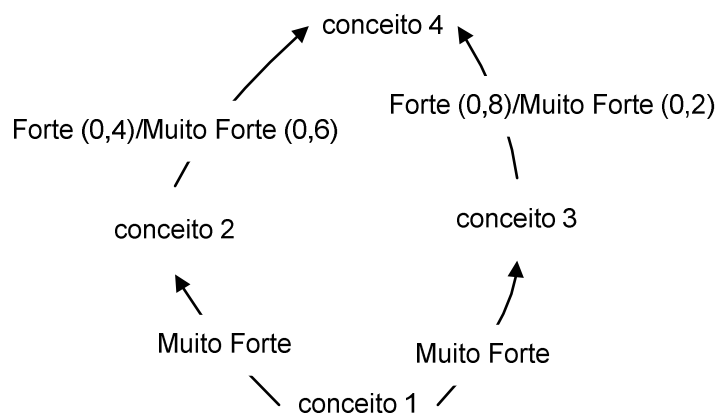 conceito 4
Forte (0,8)/Muito Forte (0,2)
Forte (0,4)/Muito Forte (0,6)
conceito 3
conceito 2
Muito Forte
Muito Forte
conceito 1